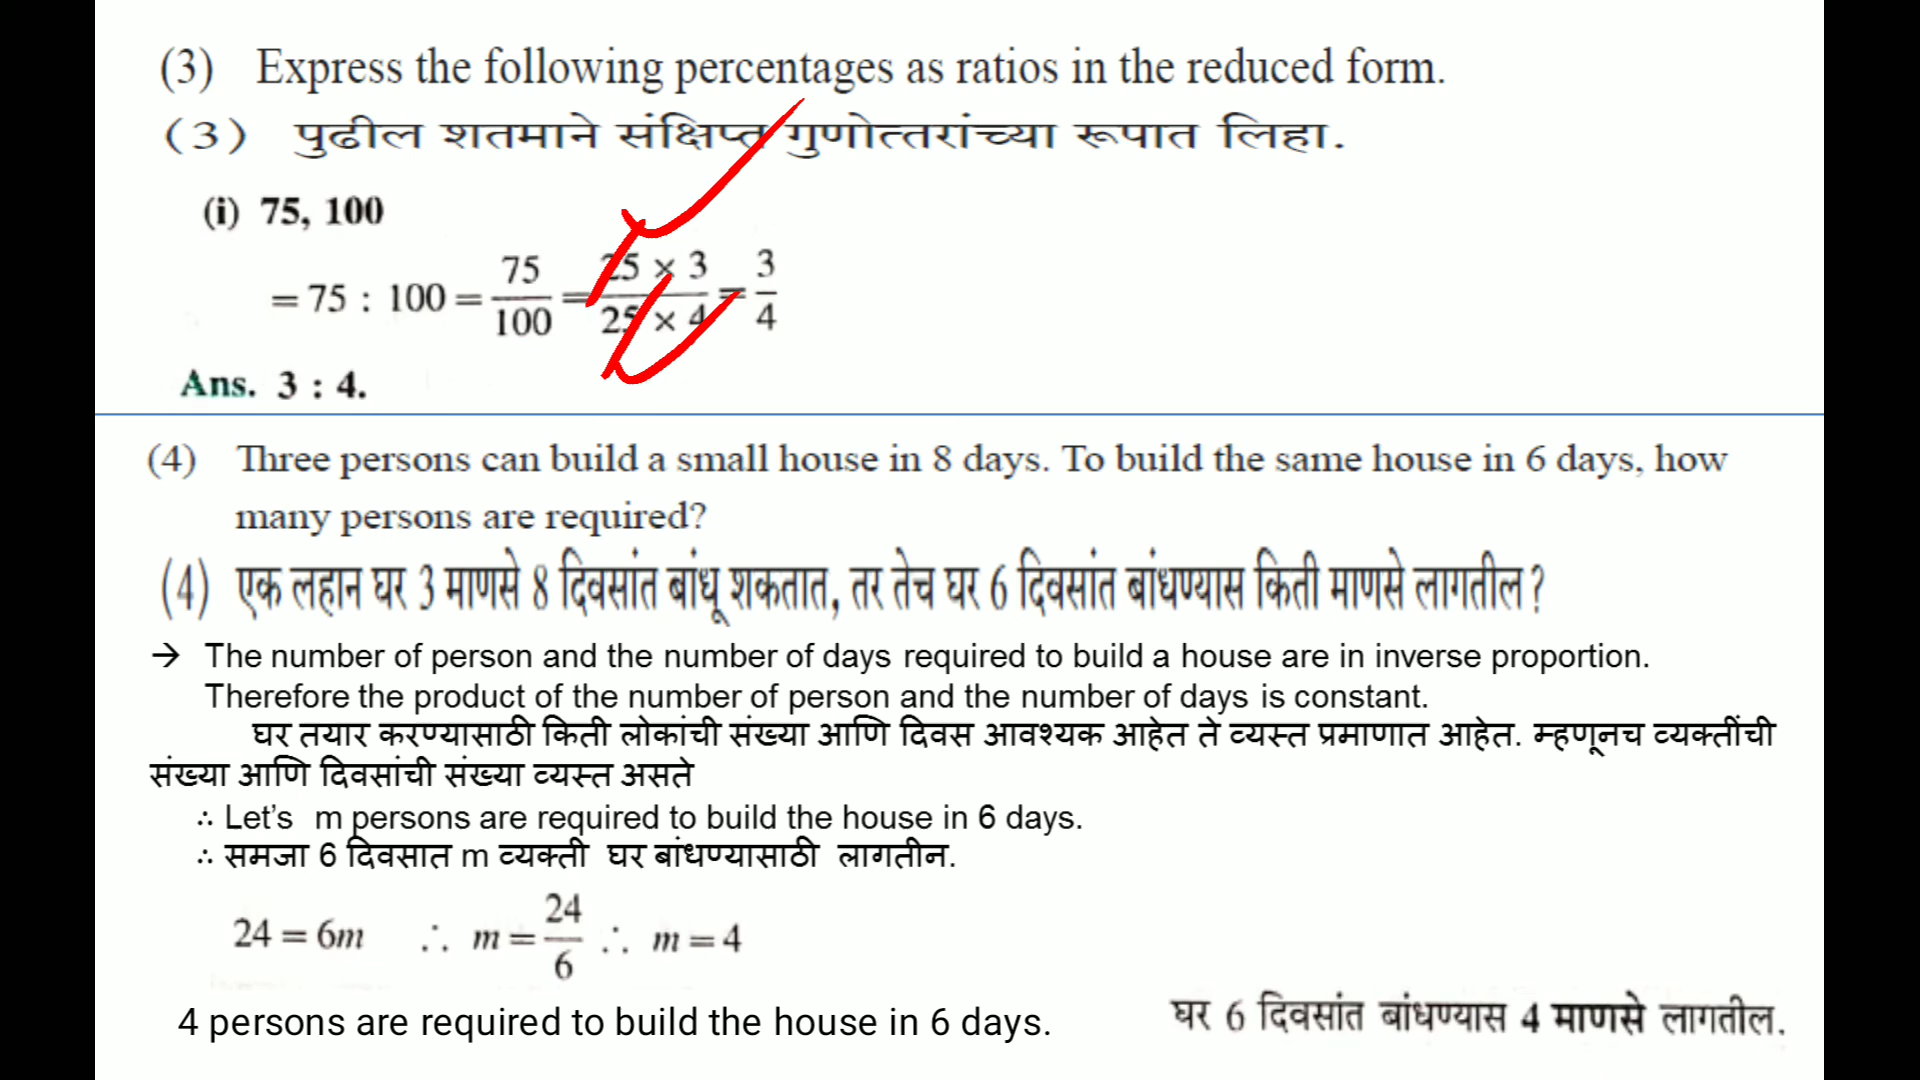 (3) Express the following percentages as ratios in the reduced form.
(3) पुढील शतमाने संक्षिप्त गुणोत्तरांच्या रूपात लिहा.
(i) 75, 100
= 75 : 100 = 75/100 = 25 × 3/25 × 4 = 3/4
Ans. 3 : 4.
(4) Three persons can build a small house in 8 days. To build the same house in 6 days, how
many persons are required?
(4) एक लहान घर 3 माणसे 8 दिवसांत बांधू शकतात, तर तेच घर 6 दिवसांत बांधण्यास किती माणसे लागतील?
→ The number of person and the number of days required to build a house are in inverse proportion.
Therefore the product of the number of person and the number of days is constant.
घर तयार करण्यासाठी किती लोकांची संख्या आणि दिवस आवश्यक आहेत ते व्यस्त प्रमाणात आहेत. म्हणूनच व्यक्तींची
संख्या आणि दिवसांची संख्या व्यस्त असते
∴ Let’s m persons are required to build the house in 6 days.
∴ समजा 6 दिवसात m व्यक्ती घर बांधण्यासाठी लागतीन.
24 = 6m ∴ m = 24/6 ∴ m = 4
4 persons are required to build the house in 6 days. घर 6 दिवसांत बांधण्यास 4 माणसे लागतील.